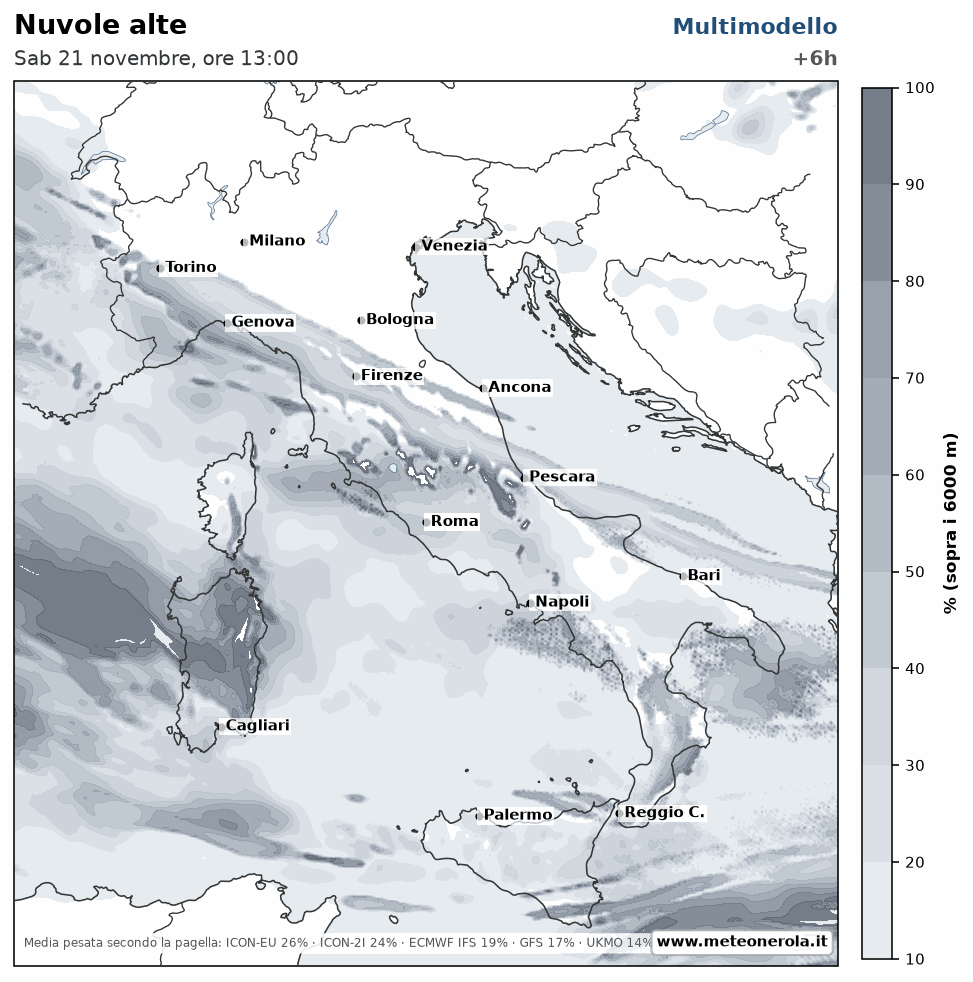 Nuvole alte
Multimodello
Sab 21 novembre, ore 13:00
+6h
100
90
80
70
60
50
40
30
20
10
% (sopra i 6000 m)
Milano
Venezia
Torino
Genova
Bologna
Firenze
Ancona
Pescara
Roma
Bari
Napoli
Cagliari
Palermo
Reggio C.
Media pesata secondo la pagella: ICON-EU 26% · ICON-2I 24% · ECMWF IFS 19% · GFS 17% · UKMO 14%
www.meteonerola.it